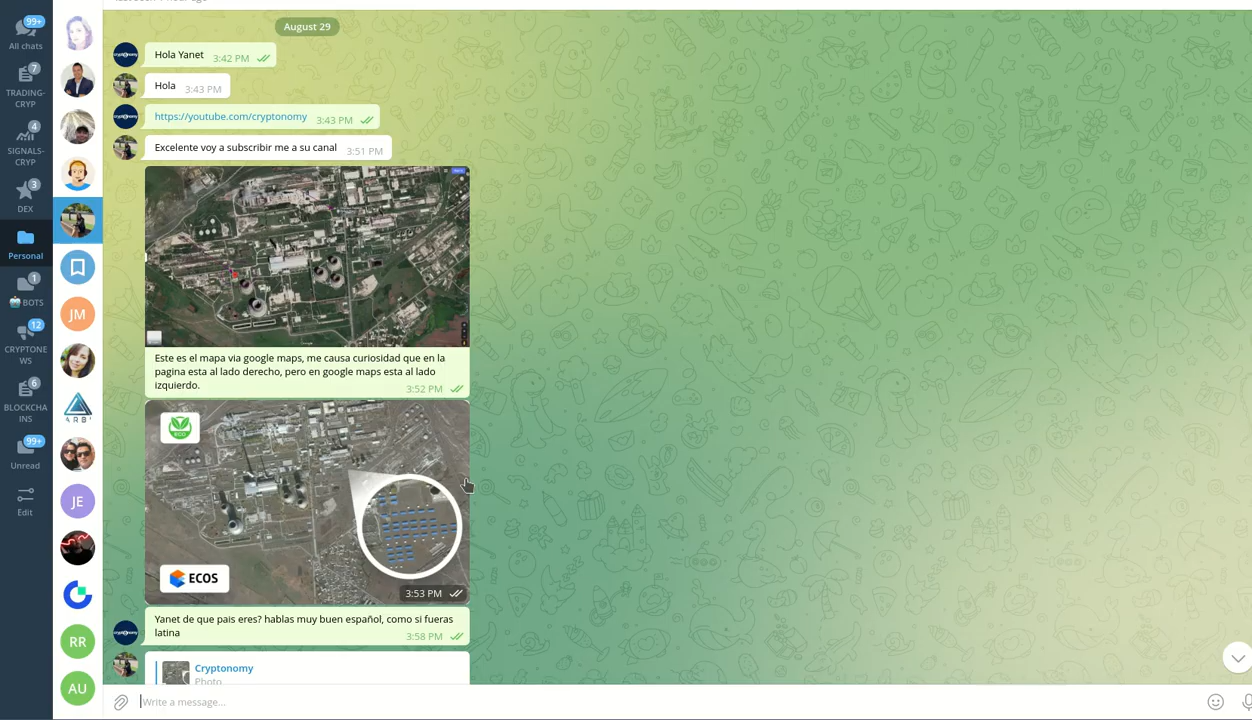 August 29
99+
All chats
Hola Yanet 3:42 PM
7
TRADING-
CRYP
Hola 3:43 PM
https://youtube.com/cryptonomy 3:43 PM
4
SIGNALS-
CRYP
Excelente voy a subscribir me a su canal 3:51 PM
3
DEX
Personal
1
BOTS
12
CRYPTONE
WS
JM
Este es el mapa via google maps, me causa curiosidad que en la
pagina esta al lado derecho, pero en google maps esta al lado
izquierdo. 3:52 PM
6
BLOCKCHA
INS
ECO
99+
Unread
Edit
JE
ECOS
3:53 PM
Yanet de que pais eres? hablas muy buen español, como si fueras
latina 3:58 PM
RR
Cryptonomy
Photo
AU
Write a message...